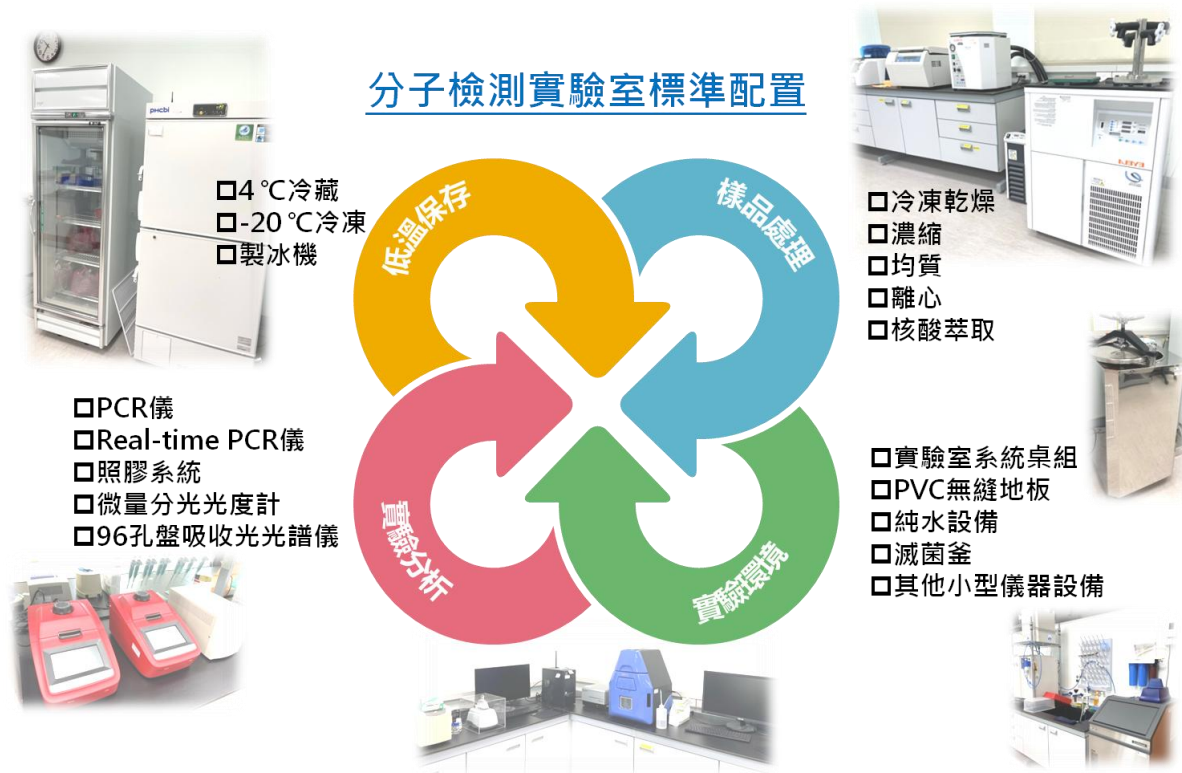 分子檢測實驗室標準配置
PHCbi
低溫保存
□4 ℃冷藏
□-20 ℃冷凍
□製冰機
樣品處理
□冷凍乾燥
□濃縮
□均質
□離心
□核酸萃取
EYELA
實驗分析
□PCR儀
□Real-time PCR儀
□照膠系統
□微量分光光度計
□96孔盤吸收光光譜儀
實驗環境
□實驗室系統桌組
□PVC無縫地板
□純水設備
□滅菌釜
□其他小型儀器設備